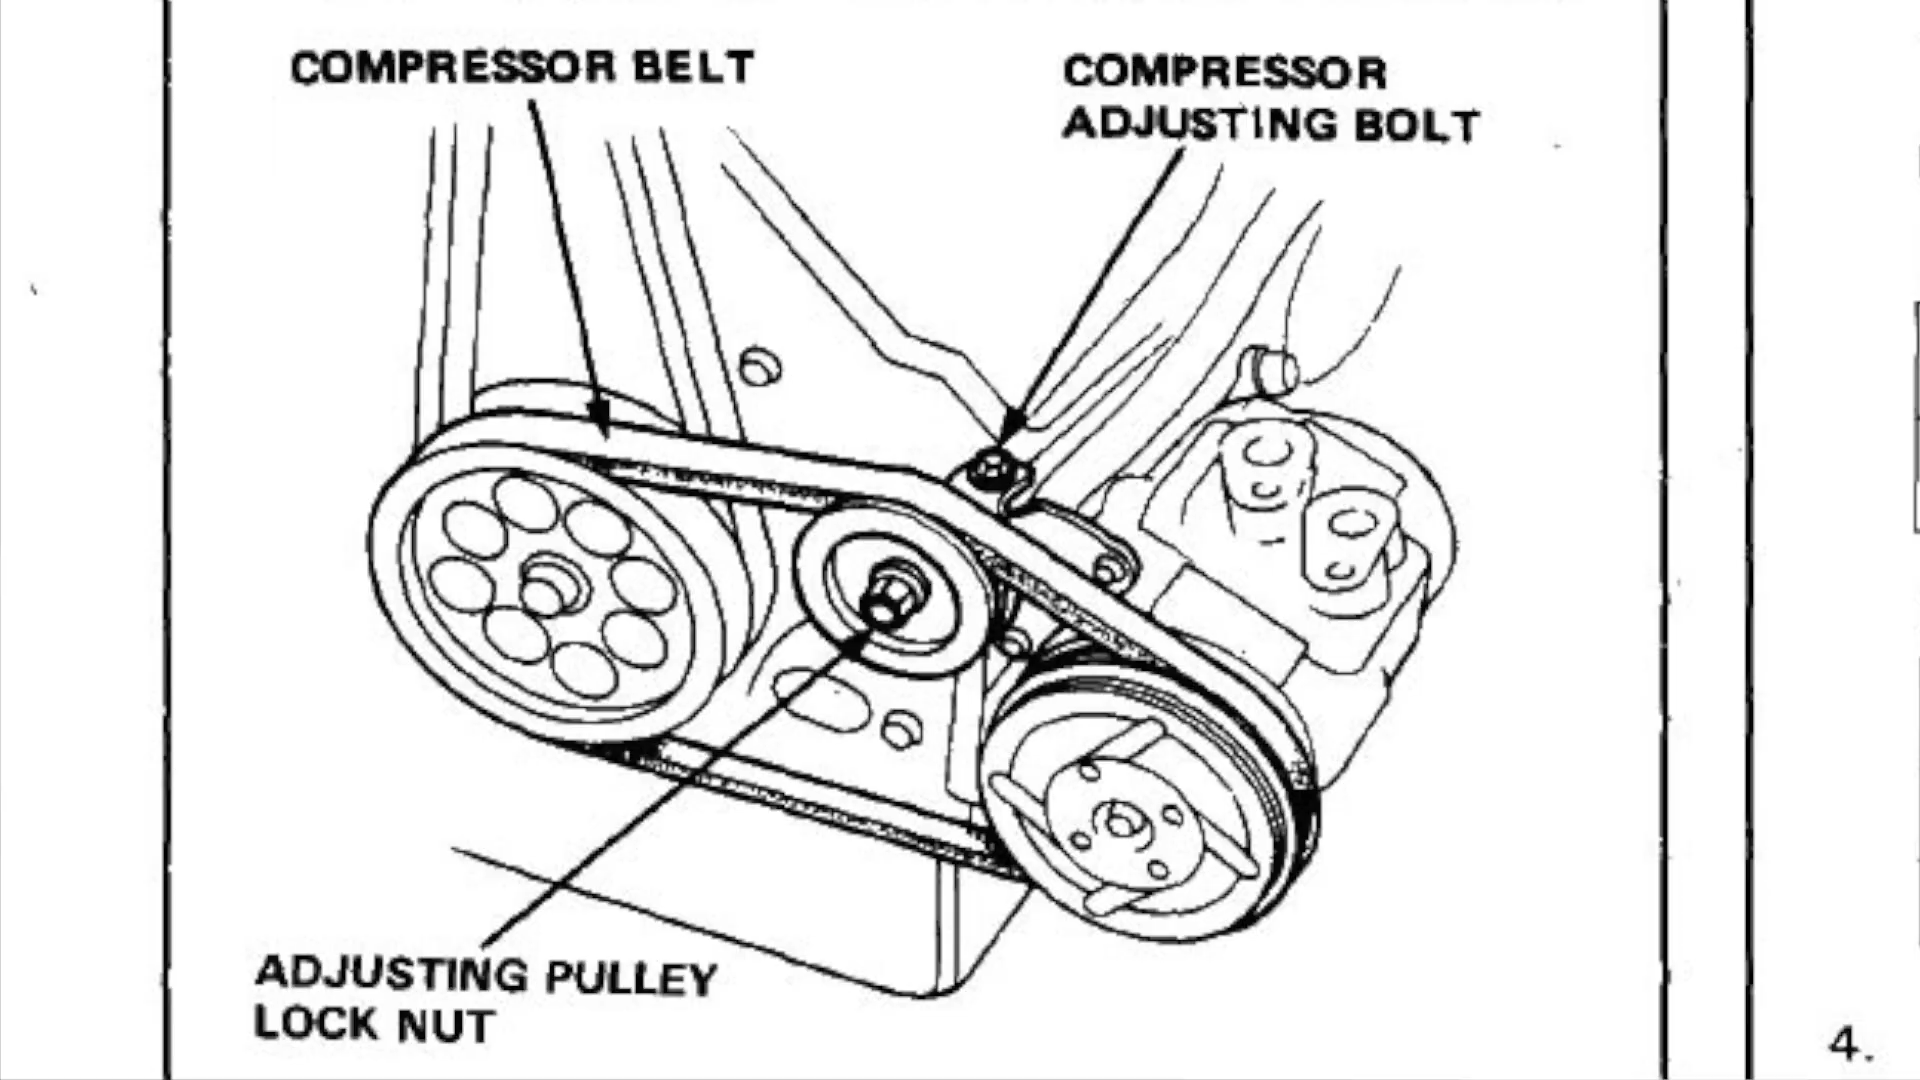 COMPRESSOR BELT
COMPRESSOR
ADJUSTING BOLT
ADJUSTING PULLEY
LOCK NUT
4.